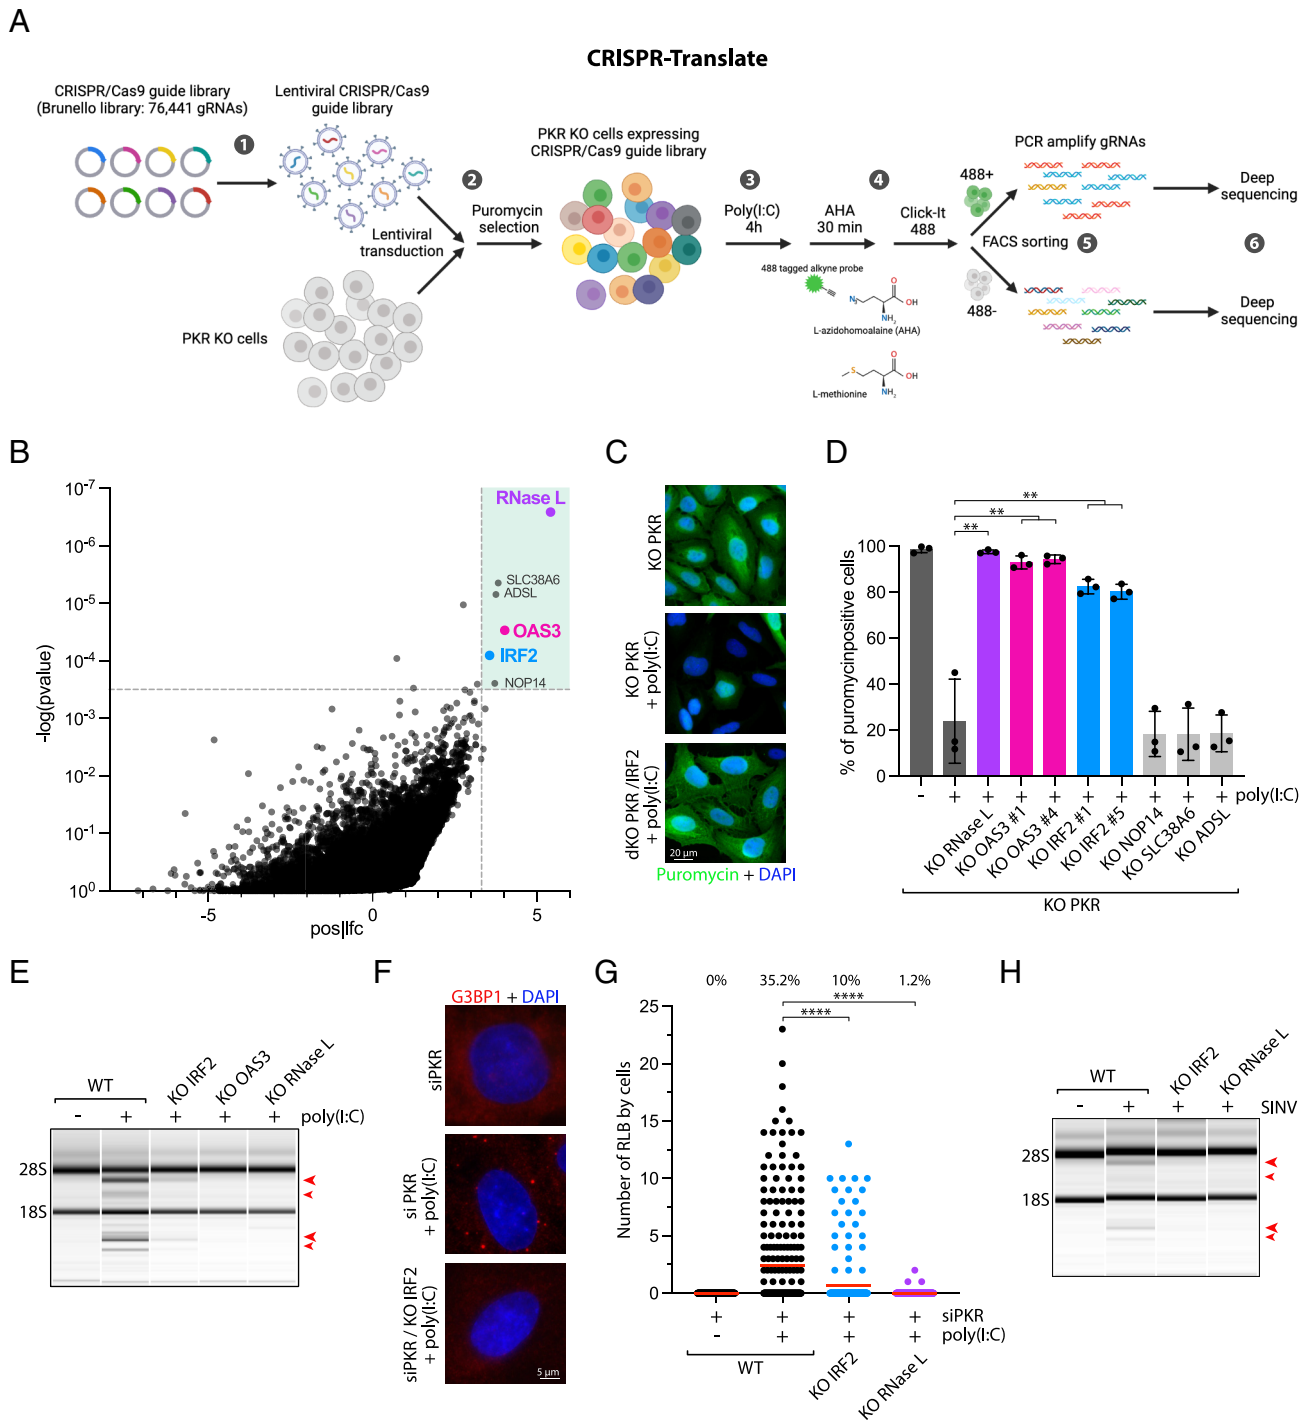 A
CRISPR-Translate
CRISPR/Cas9 guide library
(Brunello library: 76,441 gRNAs)
1
Lentiviral CRISPR/Cas9
guide library
Lentiviral
transduction
PKR KO cells
2
Puromycin
selection
PKR KO cells expressing
CRISPR/Cas9 guide library
3
Poly(I:C)
4h
4
AHA
30 min
Click-It
488
488 tagged alkyne probe
N3
O
OH
NH2
L-azidohomoalaine (AHA)
S
O
OH
NH2
L-methionine
488+
FACS sorting
5
488-
PCR amplify gRNAs
Deep
sequencing
6
Deep
sequencing
B
-log(pvalue)
10-7
10-6
10-5
10-4
10-3
10-2
10-1
100
RNase L
SLC38A6
ADSL
OAS3
IRF2
NOP14
-5
0
5
pos|lfc
C
KO PKR
KO PKR
+ poly(I:C)
dKO PKR/IRF2
+ poly(I:C)
20 µm
Puromycin + DAPI
D
% of puromycinpositive cells
100
80
60
40
20
0
**
**
**
- + + + + + + + + + poly(I:C)
KO RNase L
KO OAS3 #1
KO OAS3 #4
KO IRF2 #1
KO IRF2 #5
KO NOP14
KO SLC38A6
KO ADSL
KO PKR
E
WT
KO IRF2
KO OAS3
KO RNase L
- + + + + poly(I:C)
28S
18S
F
G3BP1 + DAPI
siPKR
si PKR
+ poly(I:C)
siPKR / KO IRF2
+ poly(I:C)
5 µm
G
0% 35.2% 10% 1.2%
****
****
Number of RLB by cells
25
20
15
10
5
0
+ + + + siPKR
- + + + poly(I:C)
WT
KO IRF2
KO RNase L
H
WT
KO IRF2
KO RNase L
- + + + SINV
28S
18S